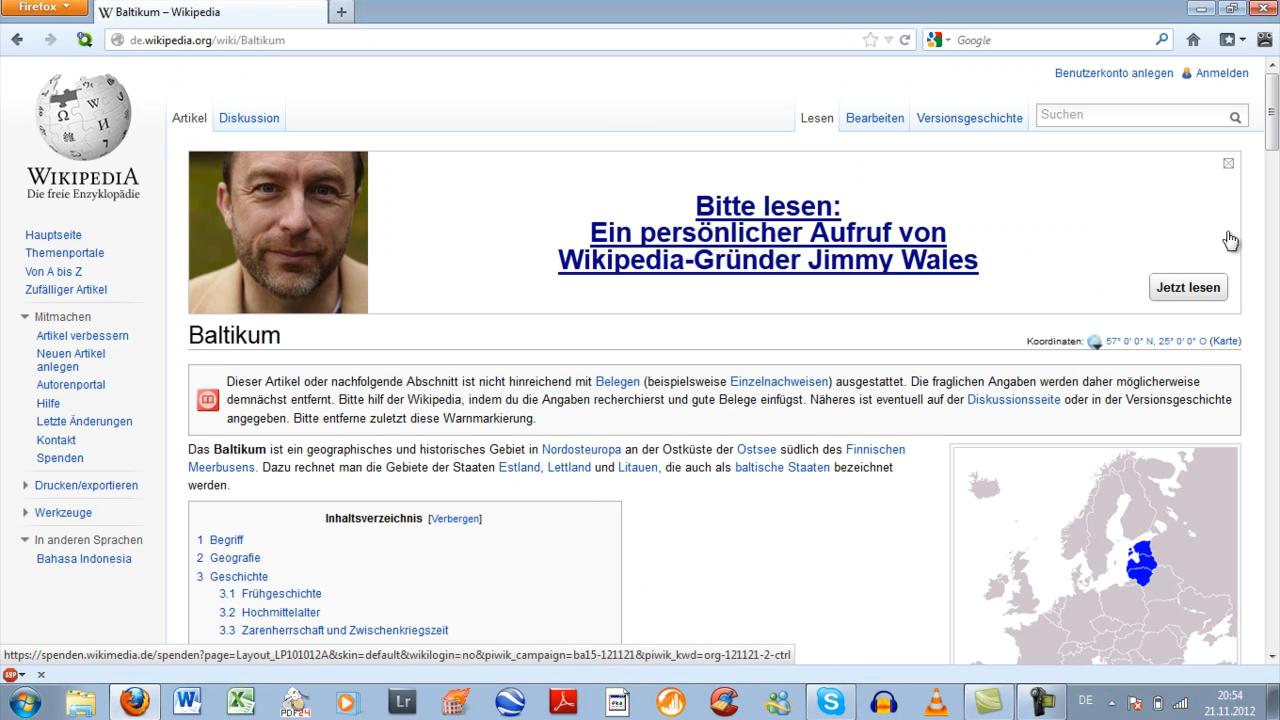 Firefox
Baltikum – Wikipedia
de.wikipedia.org/wiki/Baltikum
Google
Benutzerkonto anlegen Anmelden
Artikel Diskussion Lesen Bearbeiten Versionsgeschichte Suchen
WIKIPEDIA
Die freie Enzyklopädie
Hauptseite
Themenportale
Von A bis Z
Zufälliger Artikel
Mitmachen
Artikel verbessern
Neuen Artikel
anlegen
Autorenportal
Hilfe
Letzte Änderungen
Kontakt
Spenden
Drucken/exportieren
Werkzeuge
In anderen Sprachen
Bahasa Indonesia
Bitte lesen:
Ein persönlicher Aufruf von
Wikipedia-Gründer Jimmy Wales
Jetzt lesen
Baltikum
Koordinaten: 57° 0′ 0″ N, 25° 0′ 0″ O (Karte)
Dieser Artikel oder nachfolgende Abschnitt ist nicht hinreichend mit Belegen (beispielsweise Einzelnachweisen) ausgestattet. Die fraglichen Angaben werden daher möglicherweise
demnächst entfernt. Bitte hilf der Wikipedia, indem du die Angaben recherchierst und gute Belege einfügst. Näheres ist eventuell auf der Diskussionsseite oder in der Versionsgeschichte
angegeben. Bitte entferne zuletzt diese Warnmarkierung.
Das Baltikum ist ein geographisches und historisches Gebiet in Nordosteuropa an der Ostküste der Ostsee südlich des Finnischen
Meerbusens. Dazu rechnet man die Gebiete der Staaten Estland, Lettland und Litauen, die auch als baltische Staaten bezeichnet
werden.
Inhaltsverzeichnis [Verbergen]
1 Begriff
2 Geografie
3 Geschichte
3.1 Frühgeschichte
3.2 Hochmittelalter
3.3 Zarenherrschaft und Zwischenkriegszeit
https://spenden.wikimedia.de/spenden?page=Layout_LP101012A&skin=default&wikilogin=no&piwik_campaign=ba15-121121&piwik_kwd=org-121121-2-ctrl
ABP
PDF24
Lr
DE
20:54
21.11.2012